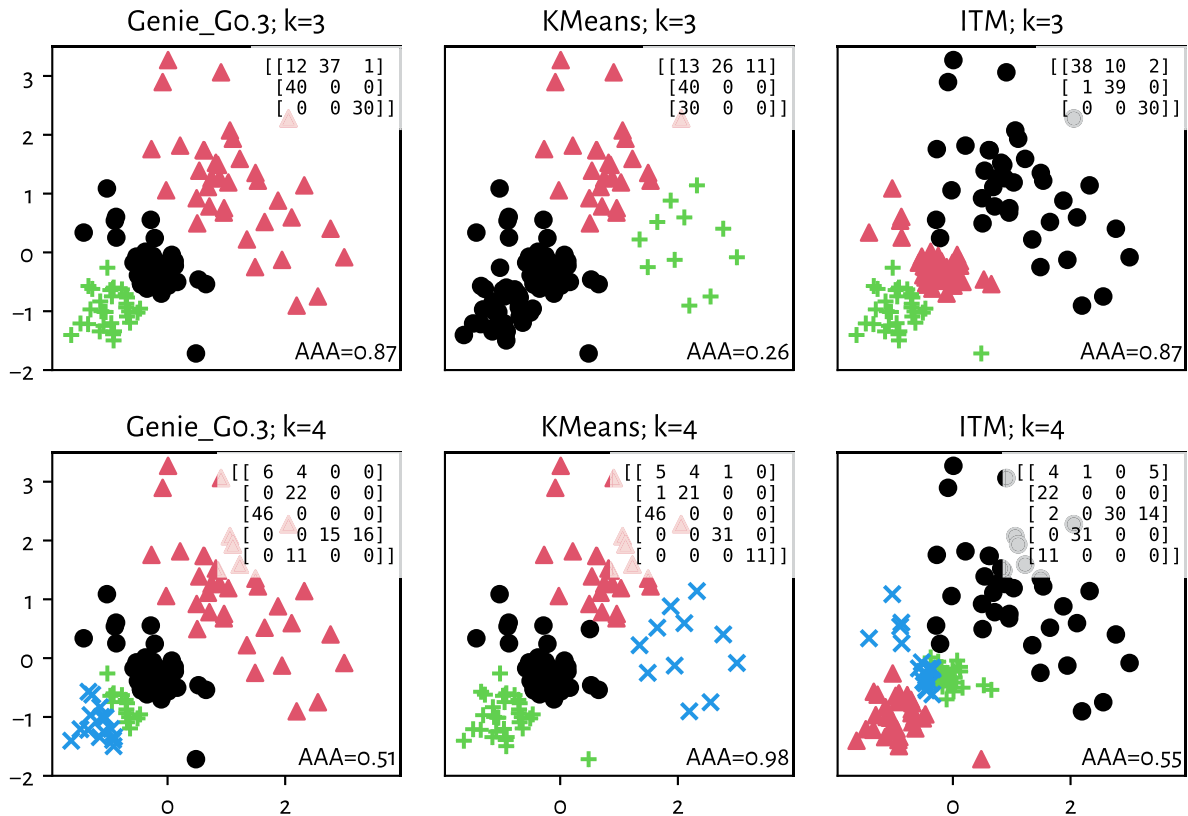 Genie_G0.3; k=3
KMeans; k=3
ITM; k=3
3
2
1
0
−1
−2
[[12 37  1]
 [40  0  0]
 [ 0  0 30]]
AAA=0.87
[[13 26 11]
 [40  0  0]
 [30  0  0]]
AAA=0.26
[[38 10  2]
 [ 1 39  0]
 [ 0  0 30]]
AAA=0.87
Genie_G0.3; k=4
KMeans; k=4
ITM; k=4
3
2
1
0
−1
−2
[[ 6  4  0  0]
 [ 0 22  0  0]
 [46  0  0  0]
 [ 0  0 15 16]
 [ 0 11  0  0]]
AAA=0.51
0
2
[[ 5  4  1  0]
 [ 1 21  0  0]
 [46  0  0  0]
 [ 0  0 31  0]
 [ 0  0  0 11]]
AAA=0.98
0
2
[[ 4  1  0  5]
 [22  0  0  0]
 [ 2  0 30 14]
 [ 0 31  0  0]
 [11  0  0  0]]
AAA=0.55
0
2